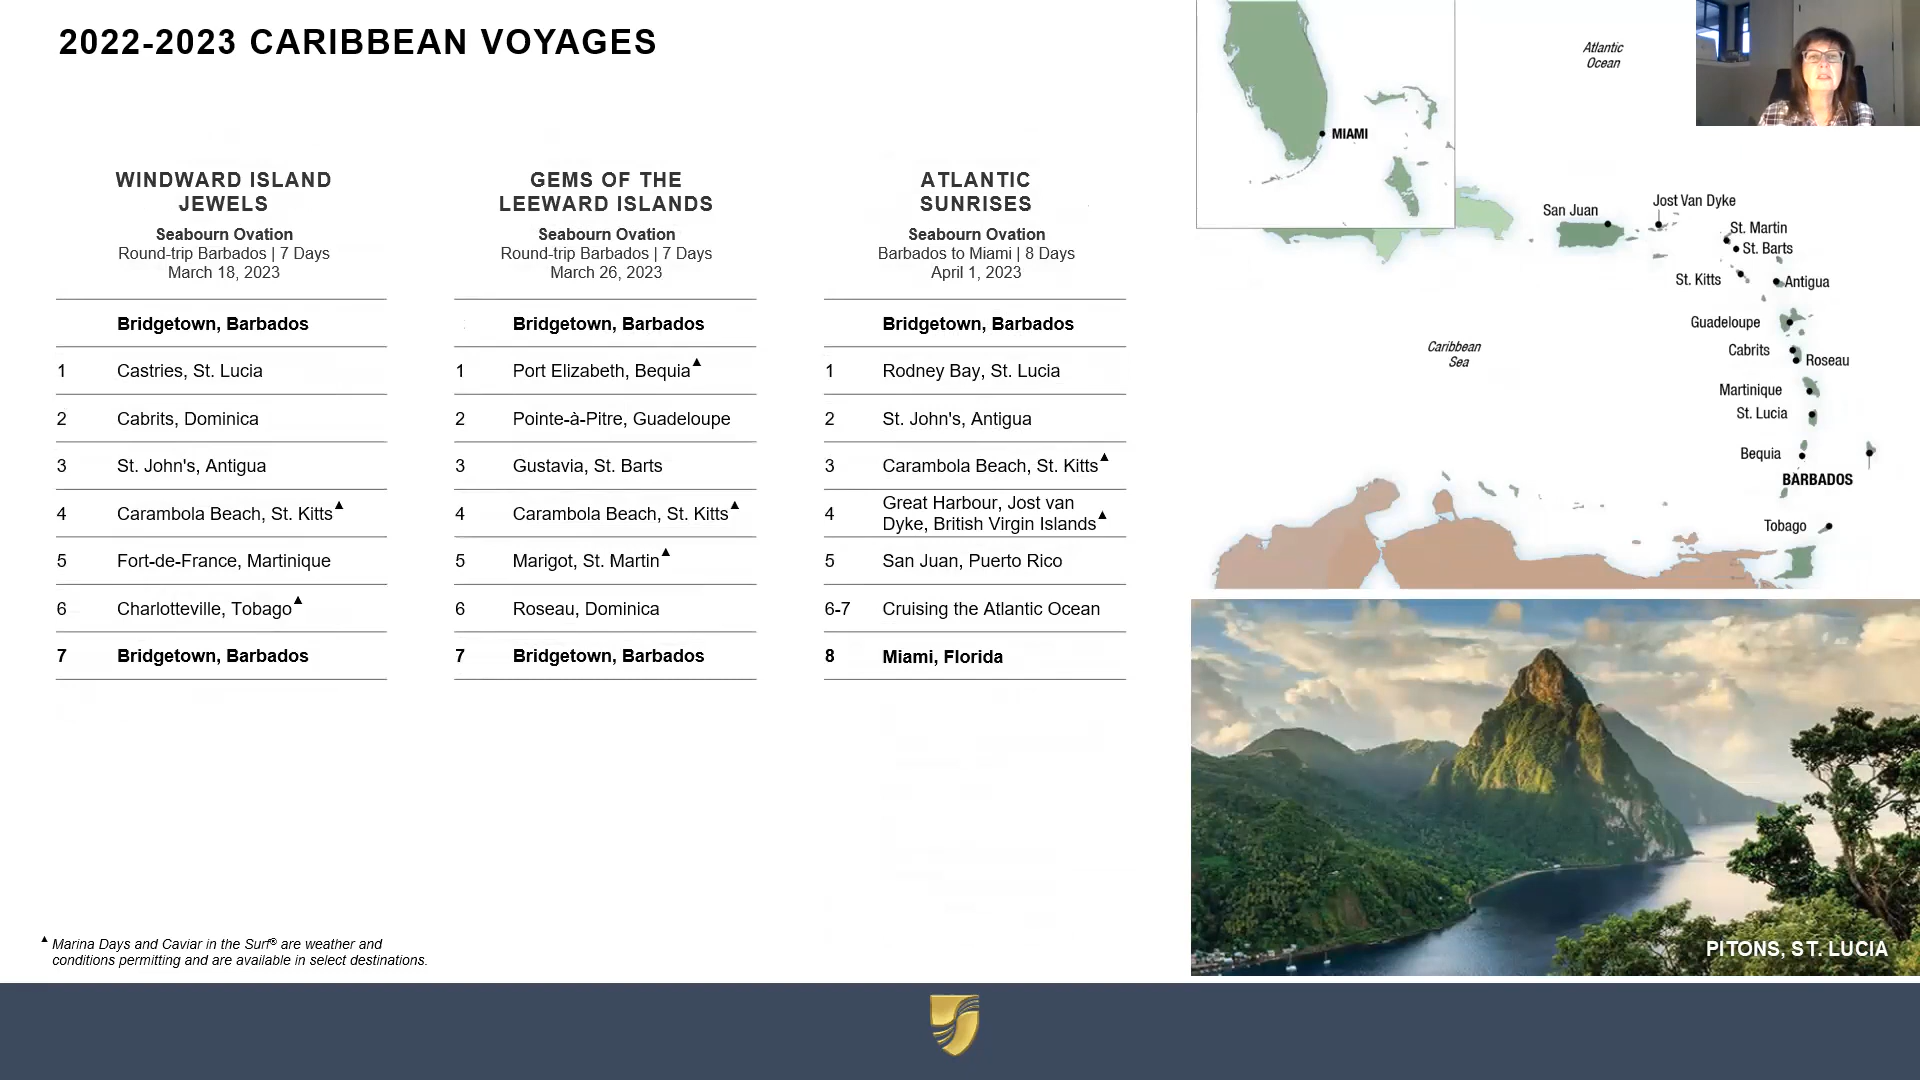 2022-2023 CARIBBEAN VOYAGES
WINDWARD ISLAND
JEWELS
Seabourn Ovation
Round-trip Barbados | 7 Days
March 18, 2023
Bridgetown, Barbados
1 Castries, St. Lucia
2 Cabrits, Dominica
3 St. John's, Antigua
4 Carambola Beach, St. Kitts▲
5 Fort-de-France, Martinique
6 Charlotteville, Tobago▲
7 Bridgetown, Barbados
GEMS OF THE
LEEWARD ISLANDS
Seabourn Ovation
Round-trip Barbados | 7 Days
March 26, 2023
Bridgetown, Barbados
1 Port Elizabeth, Bequia▲
2 Pointe-à-Pitre, Guadeloupe
3 Gustavia, St. Barts
4 Carambola Beach, St. Kitts▲
5 Marigot, St. Martin▲
6 Roseau, Dominica
7 Bridgetown, Barbados
ATLANTIC
SUNRISES
Seabourn Ovation
Barbados to Miami | 8 Days
April 1, 2023
Bridgetown, Barbados
1 Rodney Bay, St. Lucia
2 St. John's, Antigua
3 Carambola Beach, St. Kitts▲
4 Great Harbour, Jost van
Dyke, British Virgin Islands▲
5 San Juan, Puerto Rico
6-7 Cruising the Atlantic Ocean
8 Miami, Florida
▲ Marina Days and Caviar in the Surf® are weather and
conditions permitting and are available in select destinations.
Atlantic
Ocean
MIAMI
San Juan
Jost Van Dyke
St. Martin
St. Barts
St. Kitts
Antigua
Guadeloupe
Cabrits
Roseau
Caribbean
Sea
Martinique
St. Lucia
Bequia
BARBADOS
Tobago
PITONS, ST. LUCIA